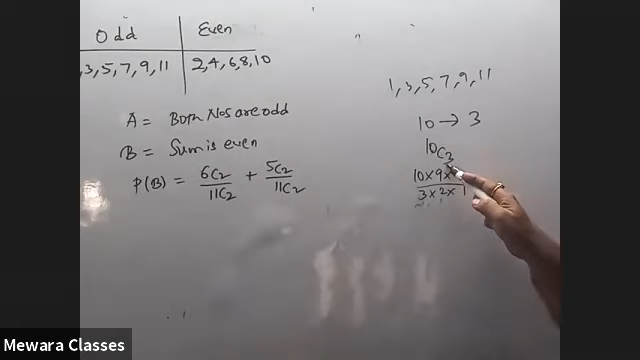 Odd Even
3, 5, 7, 9, 11 2, 4, 6, 8, 10
A = Both Nos are odd
B = Sum is even
P(B) = 6C2/11C2 + 5C2/11C2
1, 3, 5, 7, 9, 11
10 → 3
10C3
10 × 9 ×
3 × 2 × 1
Mewara Classes